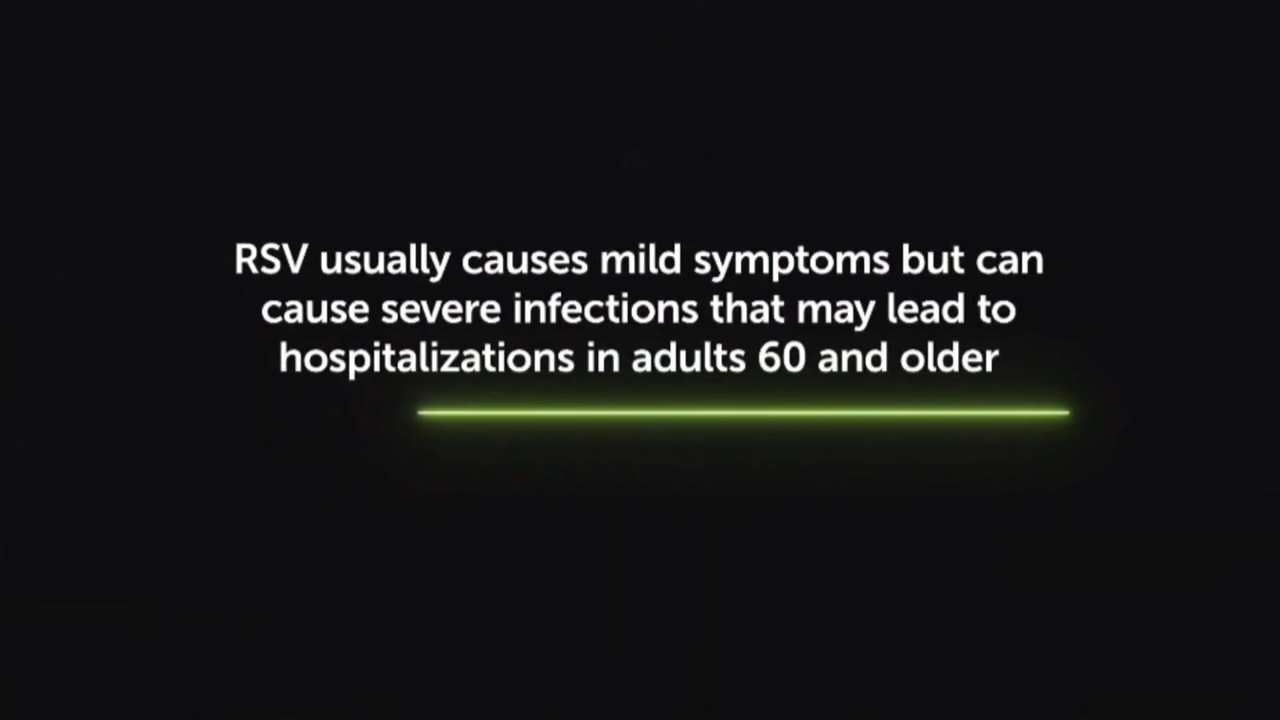 RSV usually causes mild symptoms but can
cause severe infections that may lead to
hospitalizations in adults 60 and older